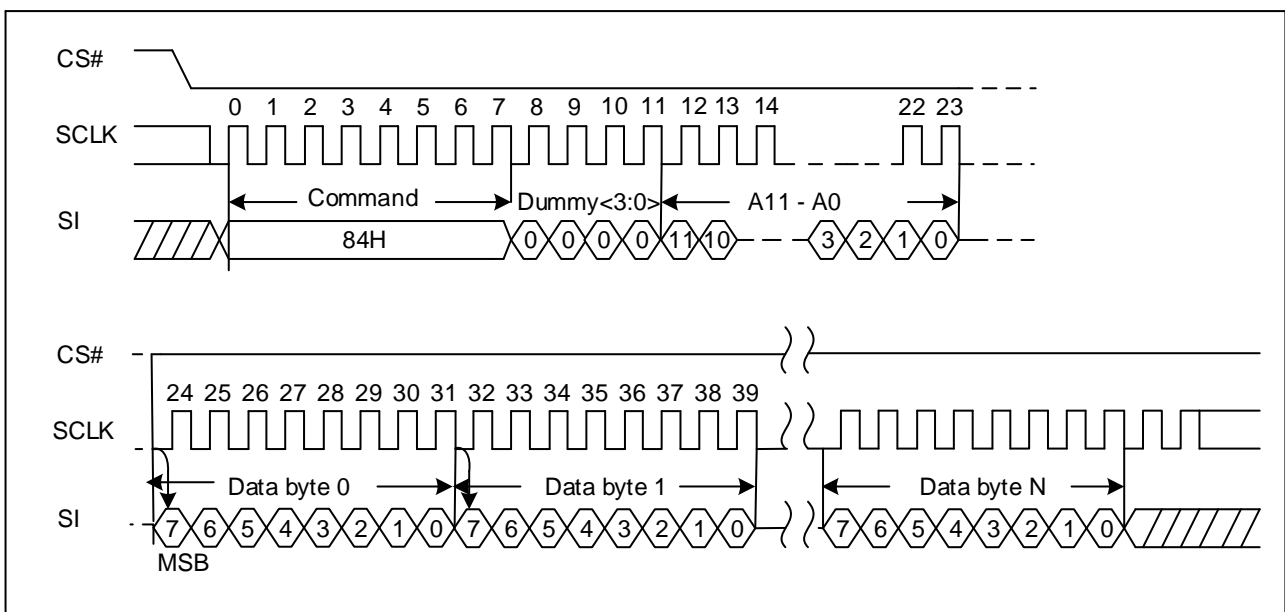 CS#
0 1 2 3 4 5 6 7 8 9 10 11 12 13 14 22 23
SCLK
Command Dummy<3:0> A11 - A0
SI
84H 0 0 0 0 11 10 3 2 1 0
CS#
24 25 26 27 28 29 30 31 32 33 34 35 36 37 38 39
SCLK
Data byte 0 Data byte 1 Data byte N
SI
7 6 5 4 3 2 1 0 7 6 5 4 3 2 1 0 7 6 5 4 3 2 1 0
MSB